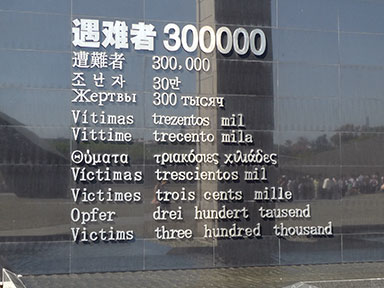 遇难者 300000
遭難者 300,000
조난자 30만
Жертвы 300 тысяч
Vítimas trezentos mil
Vittime trecento mila
Θύματα τριακόσιες χιλιάδες
Víctimas trescientos mil
Victimes trois cents mille
Opfer drei hundert tausend
Victims three hundred thousand